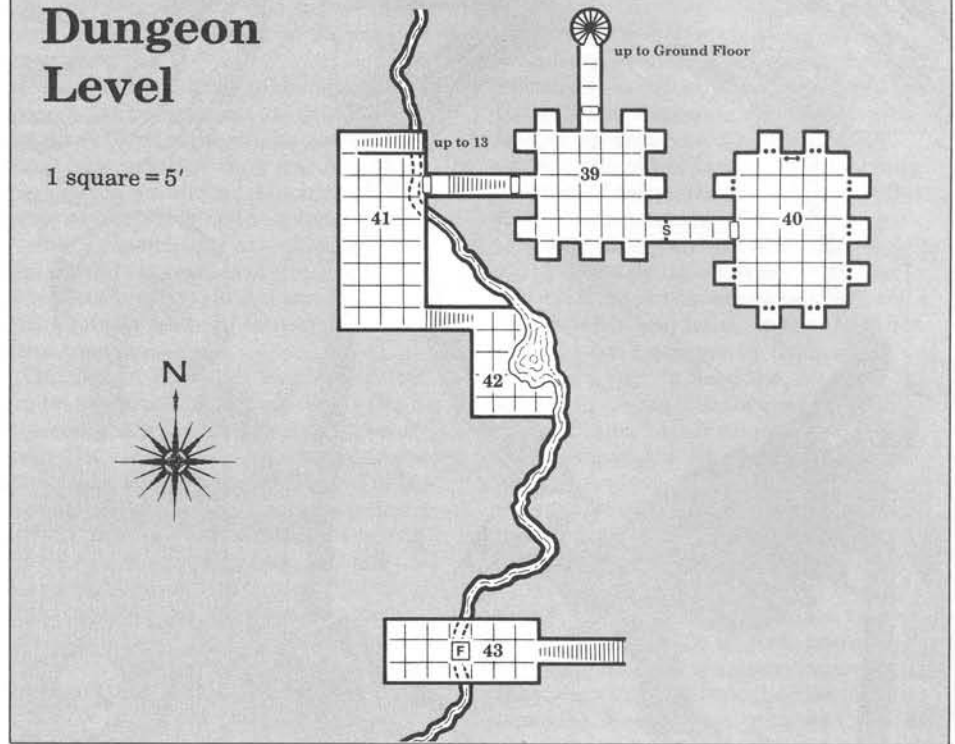 Dungeon
Level
1 square = 5'
up to Ground Floor
up to 13
39
40
41
S
42
N
F
43